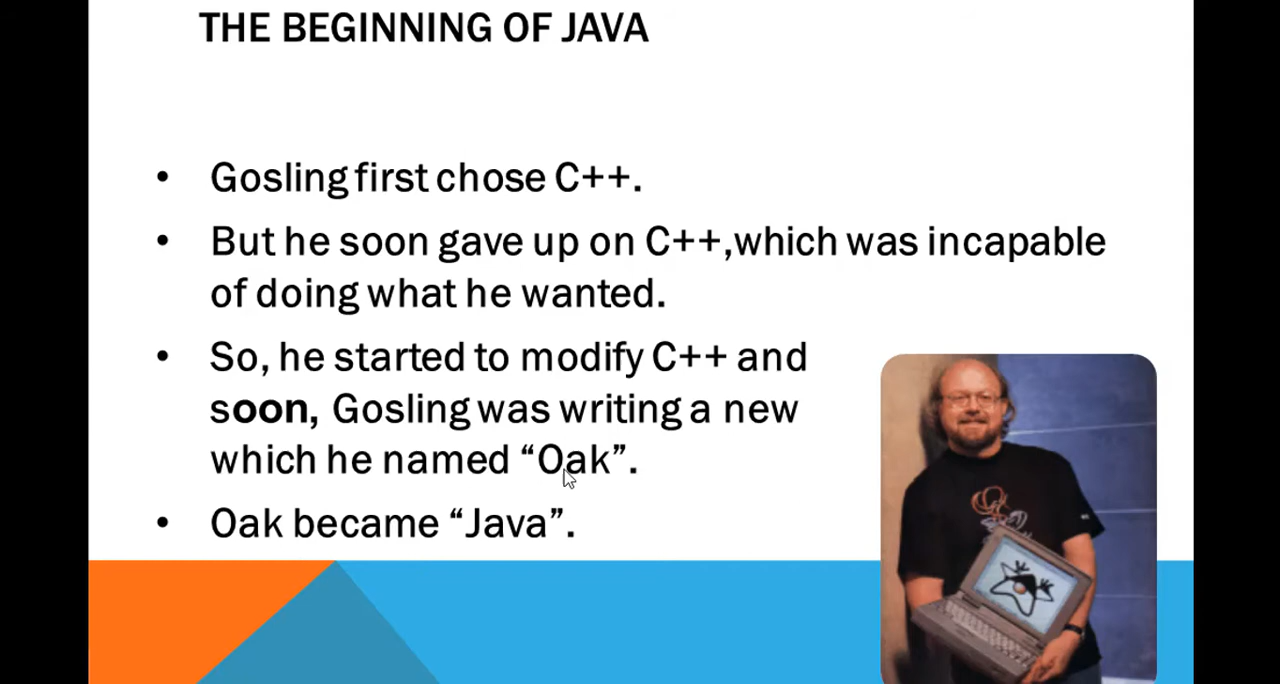 THE BEGINNING OF JAVA
• Gosling first chose C++.
• But he soon gave up on C++,which was incapable
of doing what he wanted.
• So, he started to modify C++ and
soon, Gosling was writing a new
which he named “Oak”.
• Oak became “Java”.